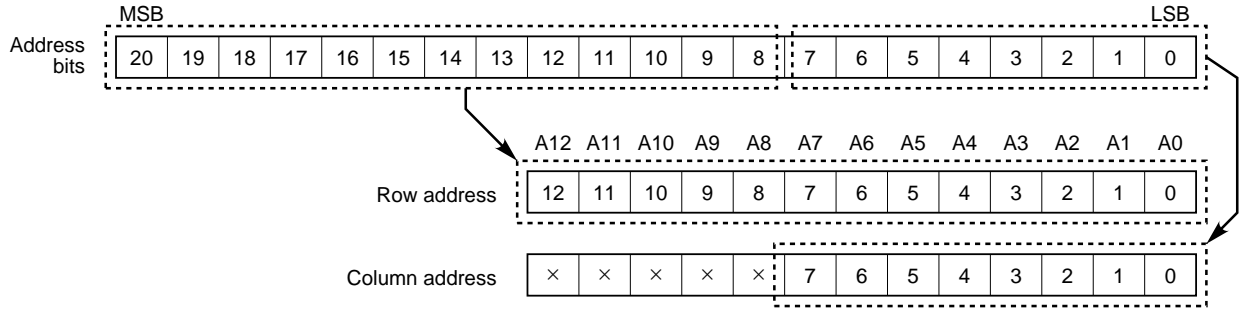 MSB LSB
Address bits 20 19 18 17 16 15 14 13 12 11 10 9 8 7 6 5 4 3 2 1 0
A12 A11 A10 A9 A8 A7 A6 A5 A4 A3 A2 A1 A0
Row address 12 11 10 9 8 7 6 5 4 3 2 1 0
Column address × × × × × 7 6 5 4 3 2 1 0